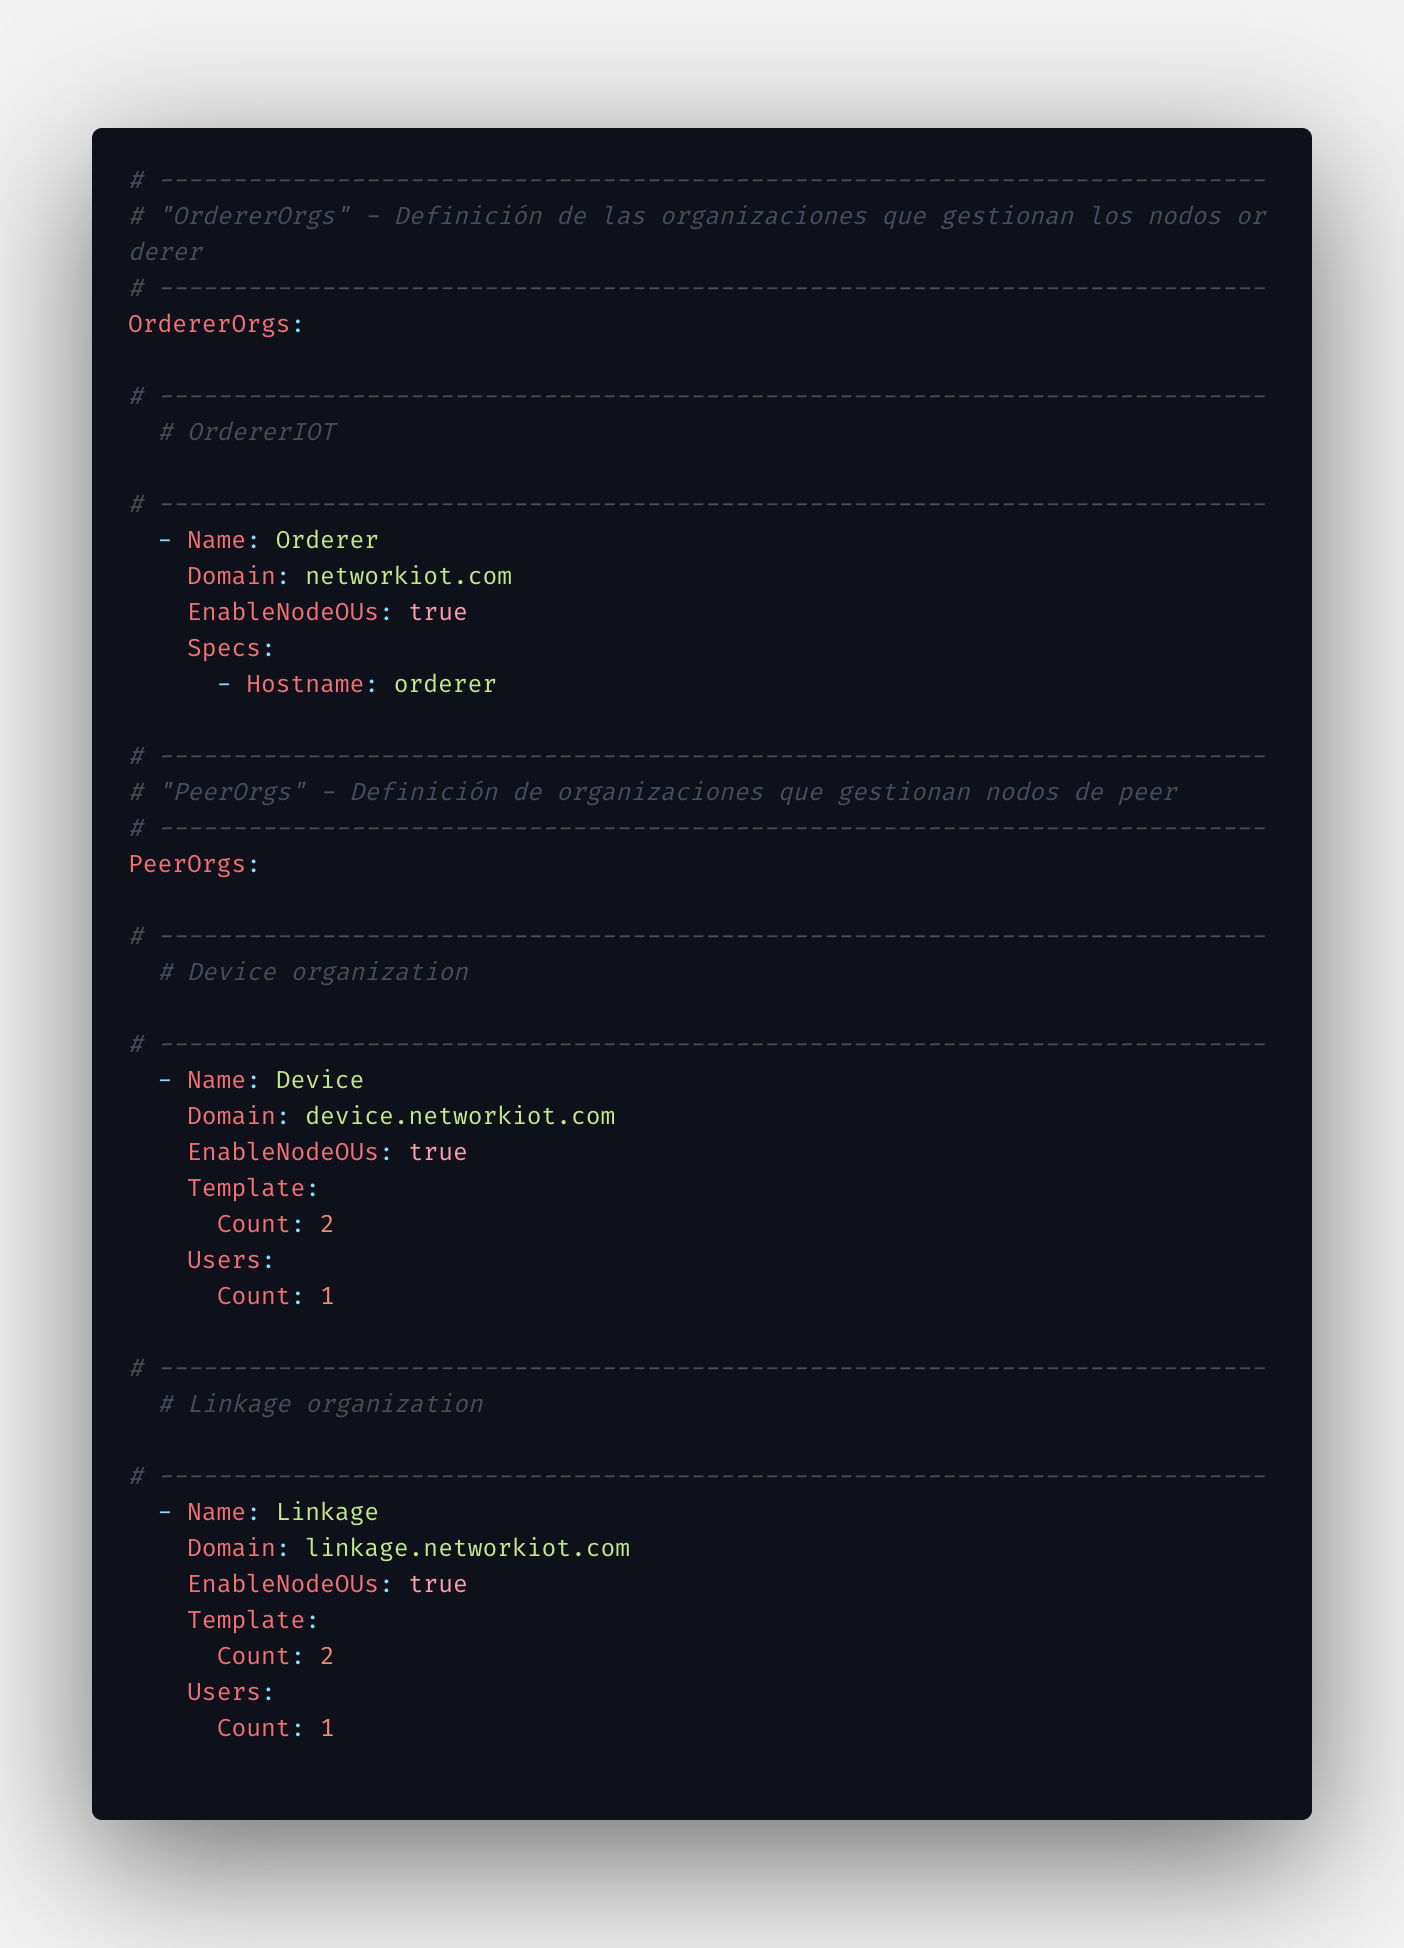 # ---------------------------------------------------------------------------
# "OrdererOrgs" - Definición de las organizaciones que gestionan los nodos or
derer
# ---------------------------------------------------------------------------
OrdererOrgs:
# ---------------------------------------------------------------------------
  # OrdererIOT
# ---------------------------------------------------------------------------
  - Name: Orderer
    Domain: networkiot.com
    EnableNodeOUs: true
    Specs:
      - Hostname: orderer
# ---------------------------------------------------------------------------
# "PeerOrgs" - Definición de organizaciones que gestionan nodos de peer
# ---------------------------------------------------------------------------
PeerOrgs:
# ---------------------------------------------------------------------------
  # Device organization
# ---------------------------------------------------------------------------
  - Name: Device
    Domain: device.networkiot.com
    EnableNodeOUs: true
    Template:
      Count: 2
    Users:
      Count: 1
# ---------------------------------------------------------------------------
  # Linkage organization
# ---------------------------------------------------------------------------
  - Name: Linkage
    Domain: linkage.networkiot.com
    EnableNodeOUs: true
    Template:
      Count: 2
    Users:
      Count: 1